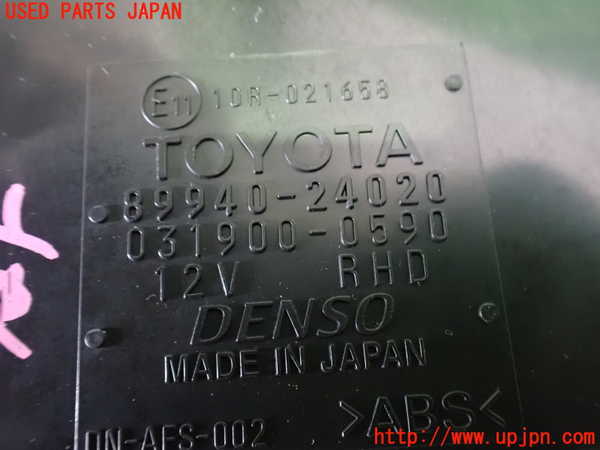 USED PARTS JAPAN
E11 10R-021658
TOYOTA
89940-24020
031900-0590
12V RHD
DENSO
MADE IN JAPAN
DN-AFS-002 >ABS<
http://www.upjpn.com/